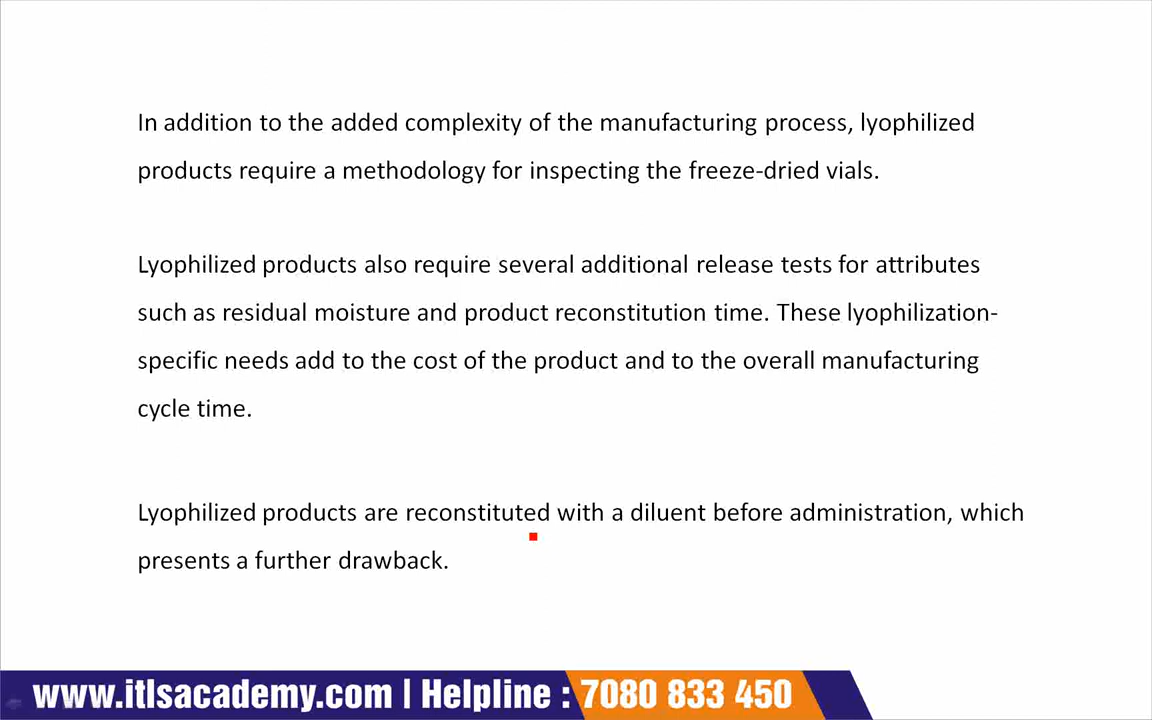 In addition to the added complexity of the manufacturing process, lyophilized
products require a methodology for inspecting the freeze-dried vials.
Lyophilized products also require several additional release tests for attributes
such as residual moisture and product reconstitution time. These lyophilization-
specific needs add to the cost of the product and to the overall manufacturing
cycle time.
Lyophilized products are reconstituted with a diluent before administration, which
presents a further drawback.
www.itlsacademy.com | Helpline : 7080 833 450